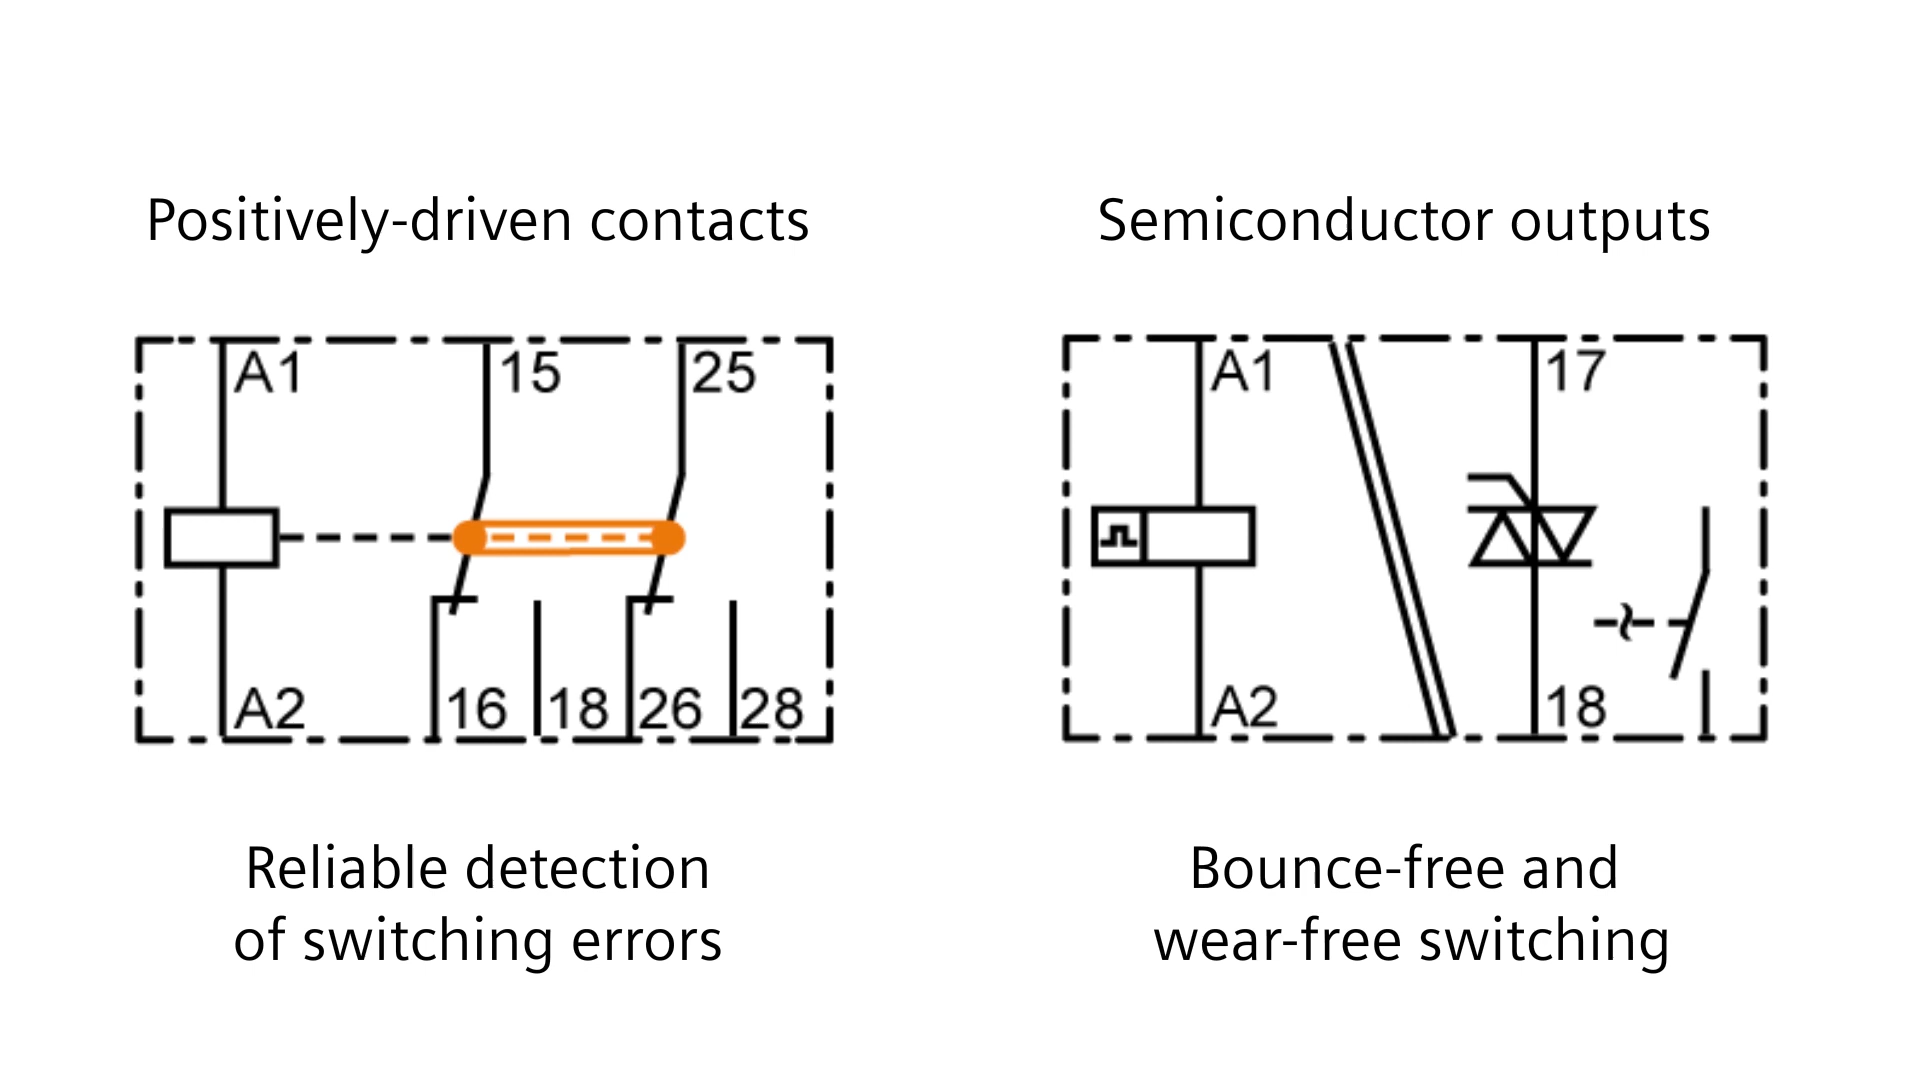 Positively-driven contacts
A1
15
25
A2
16
18
26
28
Reliable detection
of switching errors
Semiconductor outputs
A1
17
A2
18
Bounce-free and
wear-free switching